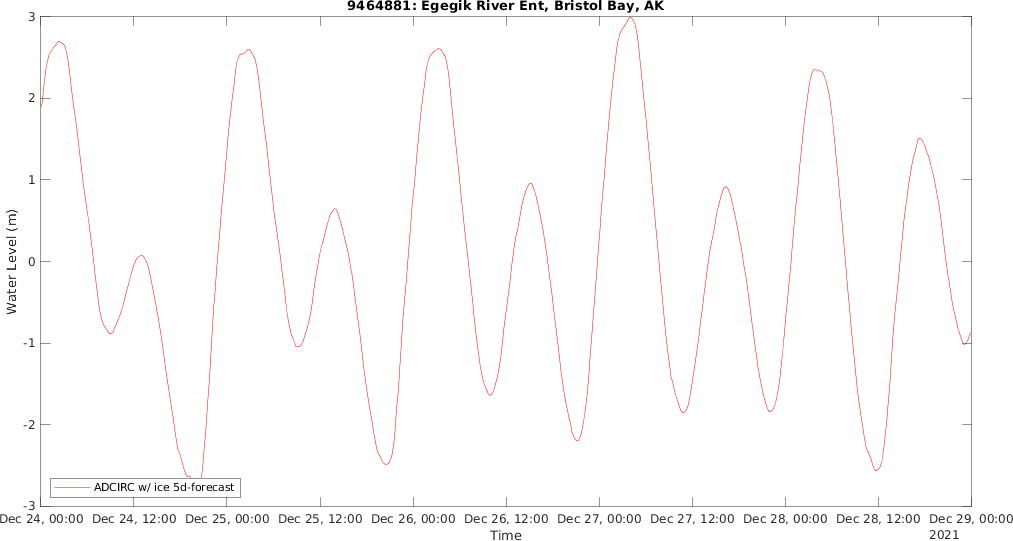 9464881: Egegik River Ent, Bristol Bay, AK
Water Level (m)
3
2
1
0
-1
-2
-3
ADCIRC w/ ice 5d-forecast
Dec 24, 00:00 Dec 24, 12:00 Dec 25, 00:00 Dec 25, 12:00 Dec 26, 00:00 Dec 26, 12:00 Dec 27, 00:00 Dec 27, 12:00 Dec 28, 00:00 Dec 28, 12:00 Dec 29, 00:00
Time
2021